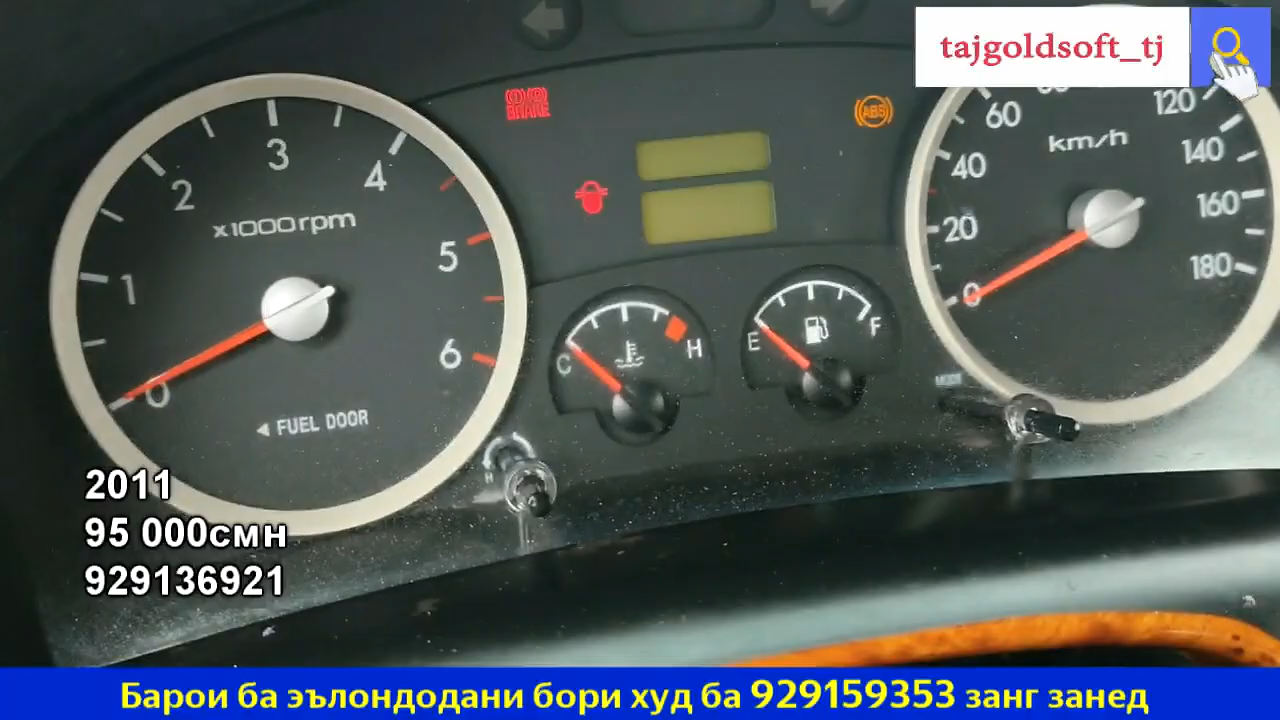 tajgoldsoft_tj
BRAKE
ABS
0
1
2
3
4
5
6
x1000rpm
◄ FUEL DOOR
C
H
E
F
0
20
40
60
120
140
160
180
km/h
MODE
2011
95 000смн
929136921
Барои ба эълондодани бори худ ба 929159353 занг занед